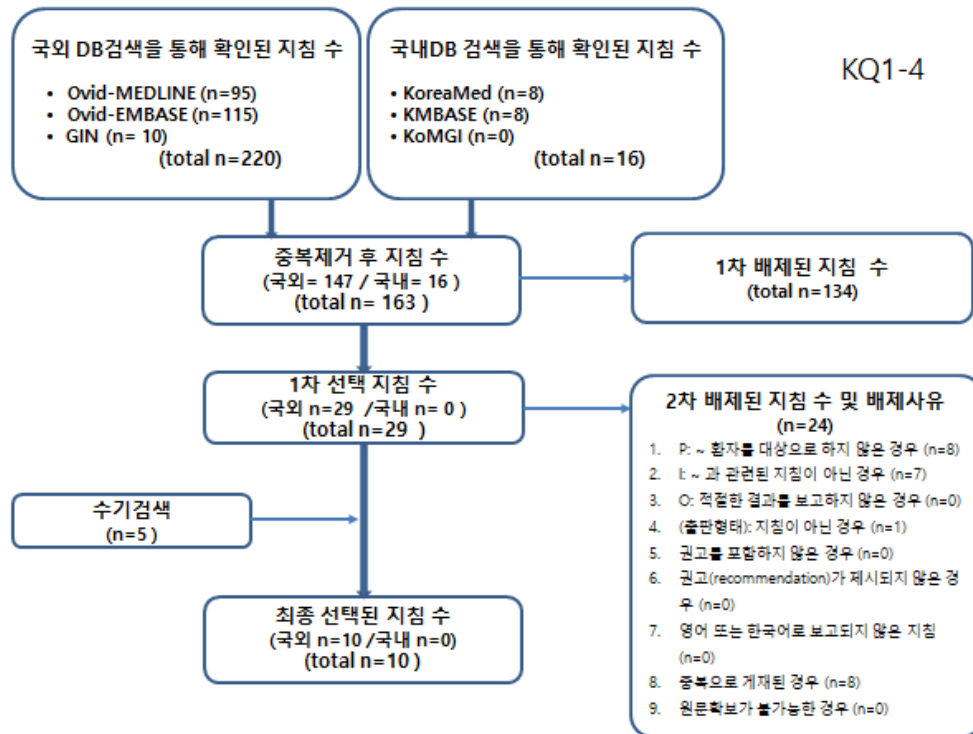 국외 DB검색을 통해 확인된 지침 수
• Ovid-MEDLINE (n=95)
• Ovid-EMBASE (n=115)
• GIN (n= 10)
(total n=220)
국내DB 검색을 통해 확인된 지침 수
• KoreaMed (n=8)
• KMBASE (n=8)
• KoMGI (n=0)
(total n=16)
KQ1-4
중복제거 후 지침 수
(국외= 147 / 국내= 16 )
(total n= 163)
1차 배제된 지침 수
(total n=134)
1차 선택 지침 수
(국외 n=29 /국내 n= 0 )
(total n=29 )
2차 배제된 지침 수 및 배제사유
(n=24)
1. P: ~ 환자를 대상으로 하지 않은 경우 (n=8)
2. I: ~ 과 관련된 지침이 아닌 경우 (n=7)
3. O: 적절한 결과를 보고하지 않은 경우 (n=0)
4. (출판형태): 지침이 아닌 경우 (n=1)
5. 권고를 포함하지 않은 경우 (n=0)
6. 권고(recommendation)가 제시되지 않은 경
우 (n=0)
7. 영어 또는 한국어로 보고되지 않은 지침
(n=0)
8. 중복으로 게재된 경우 (n=8)
9. 원문확보가 불가능한 경우 (n=0)
수기검색
(n=5 )
최종 선택된 지침 수
(국외 n=10 /국내 n=0)
(total n=10 )